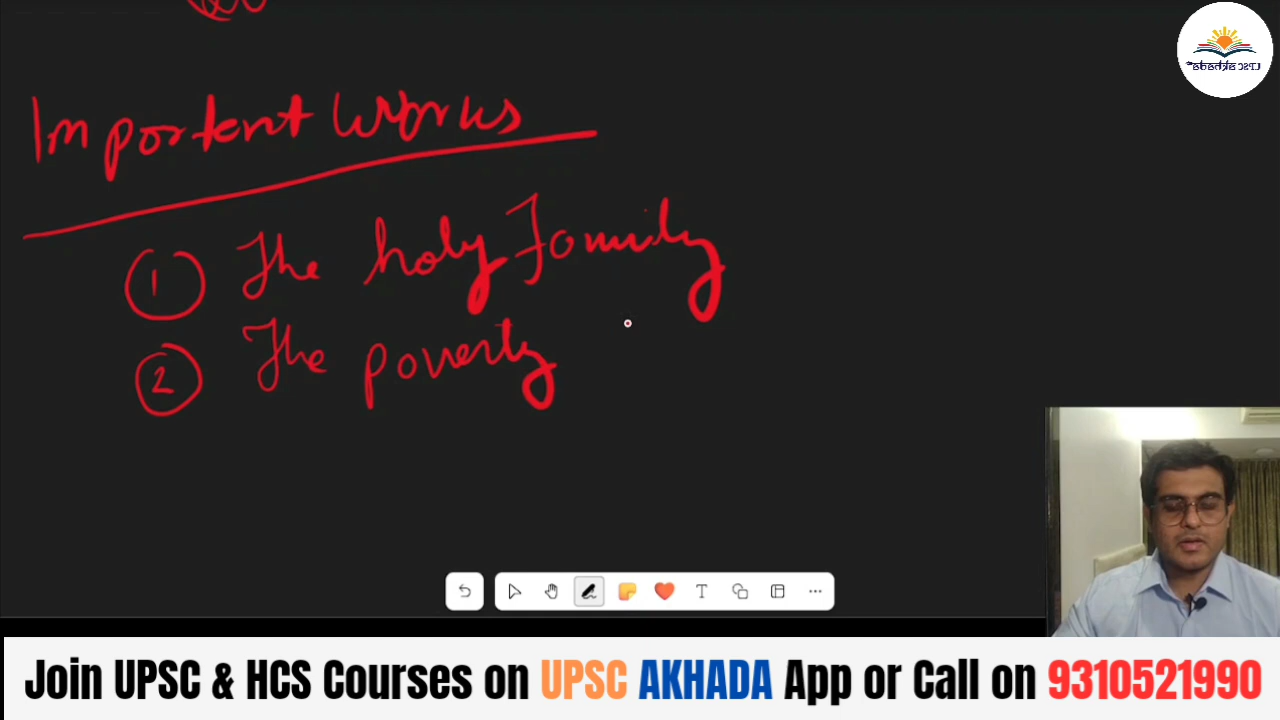 Important Works
① The holy Family
② The poverty
Join UPSC & HCS Courses on UPSC AKHADA App or Call on 9310521990